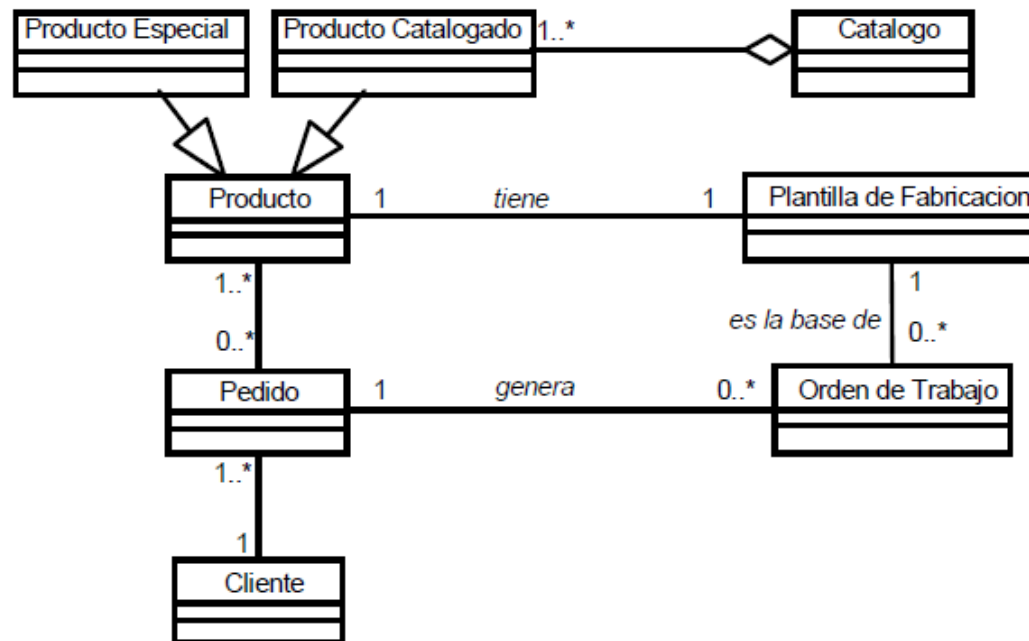 Producto Especial
Producto Catalogado
1..*
Catalogo
Producto
1
tiene
1
Plantilla de Fabricacion
1..*
1
es la base de
0..*
0..*
Pedido
1
genera
0..*
Orden de Trabajo
1..*
1
Cliente